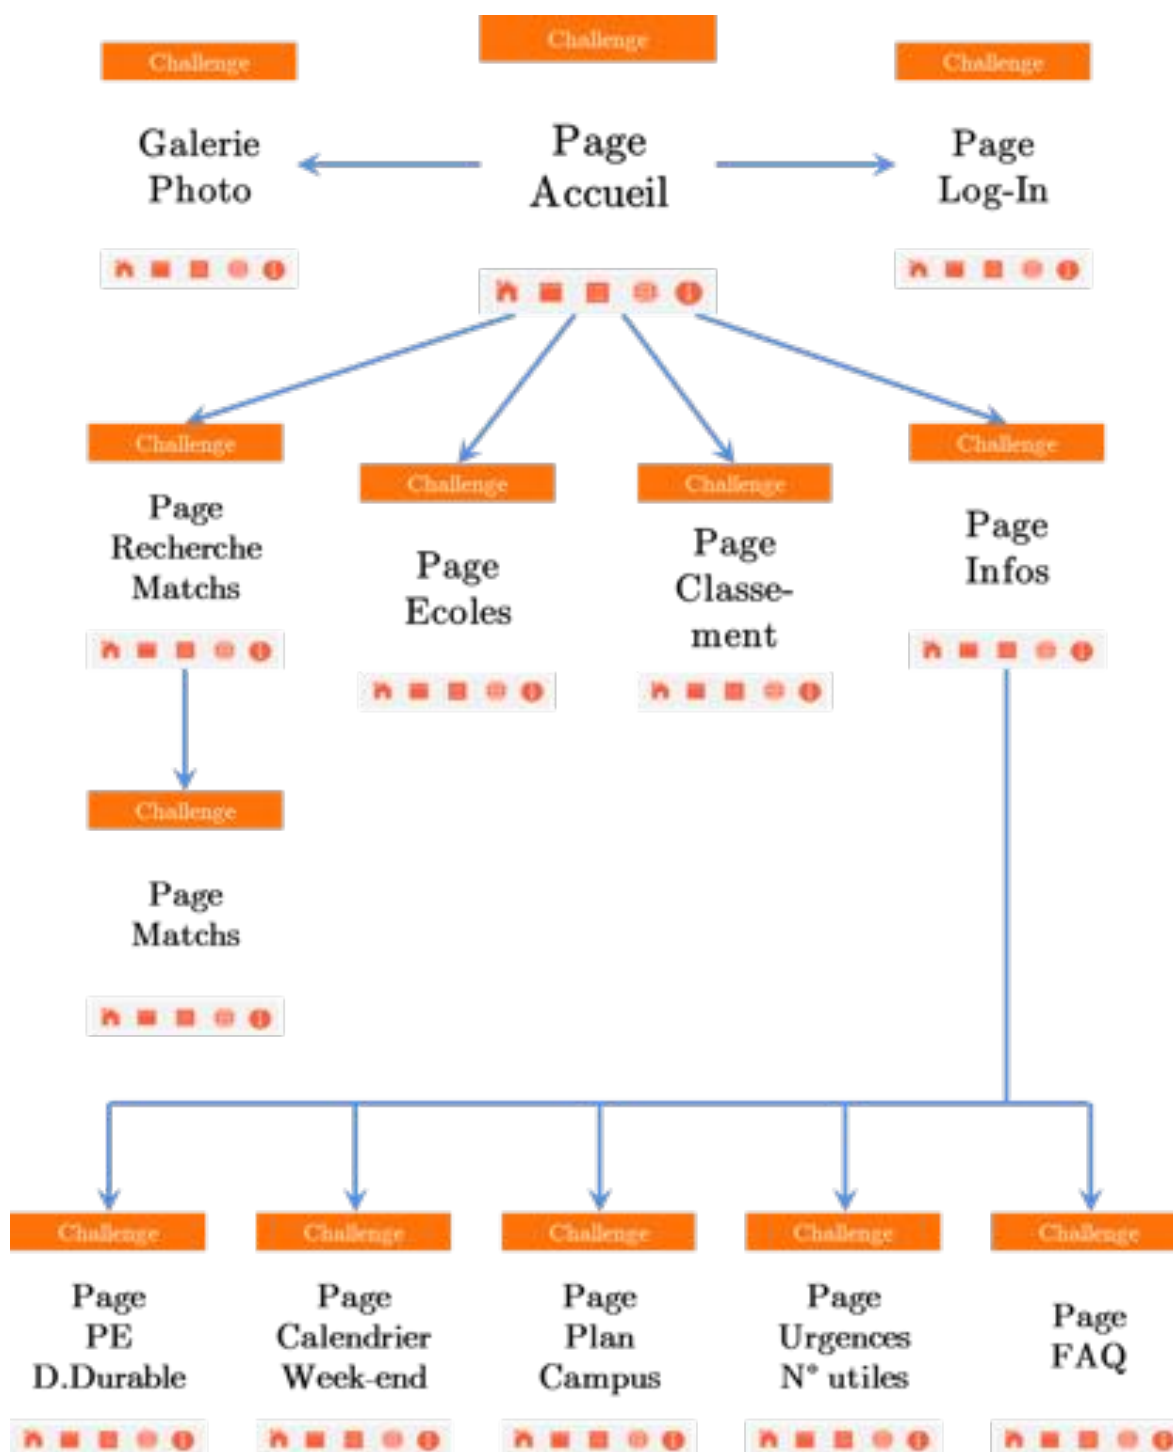 Challenge
Challenge
Challenge
Galerie
Photo
Page
Accueil
Page
Log-In
Challenge
Challenge
Challenge
Challenge
Page
Recherche
Matchs
Page
Ecoles
Page
Classe-
ment
Page
Infos
Challenge
Page
Matchs
Challenge
Challenge
Challenge
Challenge
Challenge
Page
PE
D.Durable
Page
Calendrier
Week-end
Page
Plan
Campus
Page
Urgences
N° utiles
Page
FAQ